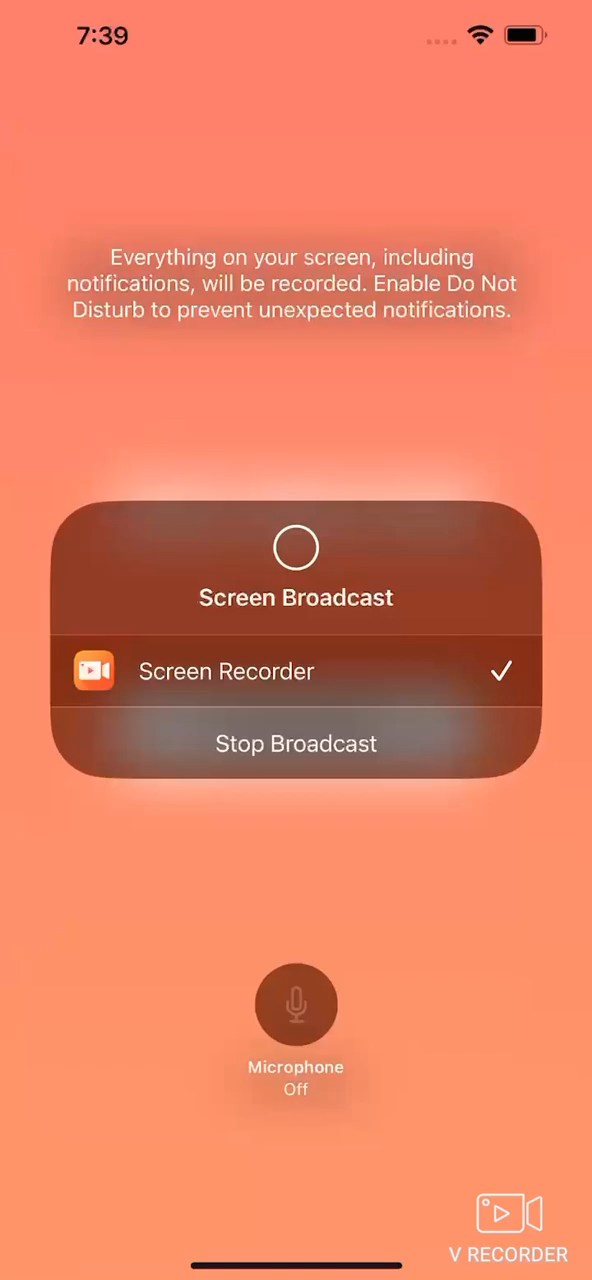 7:39
Everything on your screen, including
notifications, will be recorded. Enable Do Not
Disturb to prevent unexpected notifications.
Screen Broadcast
Screen Recorder
Stop Broadcast
Microphone
Off
V RECORDER